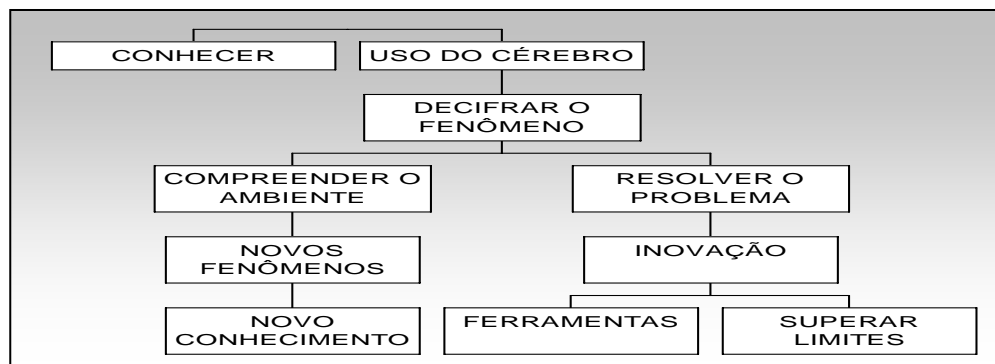 CONHECER
USO DO CÉREBRO
DECIFRAR O
FENÔMENO
COMPREENDER O
AMBIENTE
RESOLVER O
PROBLEMA
NOVOS
FENÔMENOS
INOVAÇÃO
NOVO
CONHECIMENTO
FERRAMENTAS
SUPERAR
LIMITES